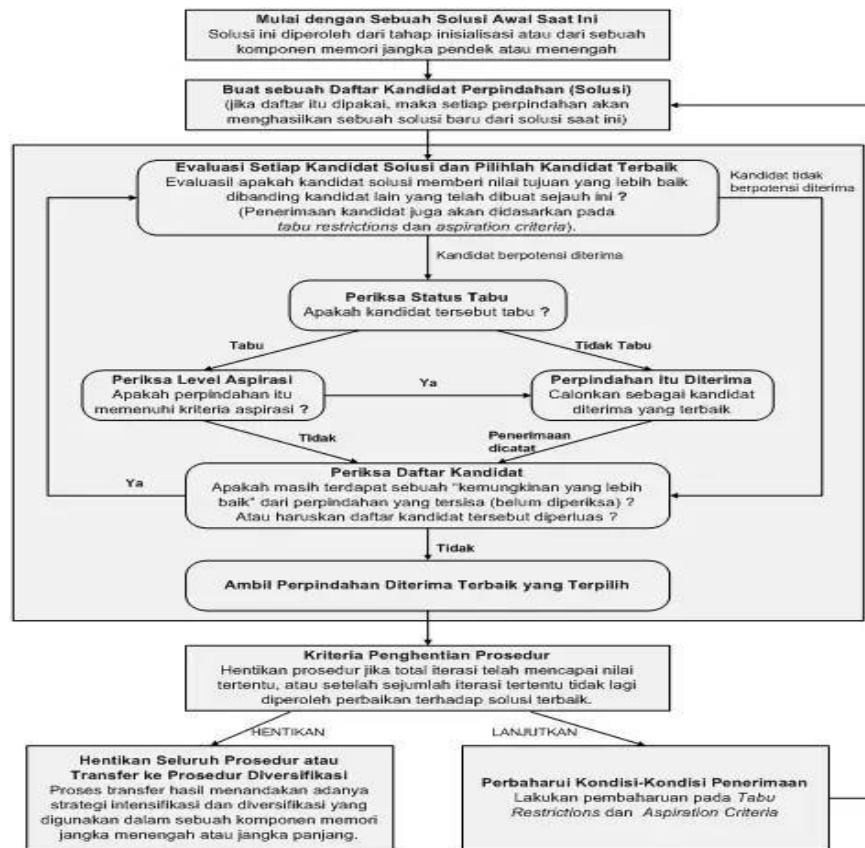 Mulai dengan Sebuah Solusi Awal Saat Ini
Solusi ini diperoleh dari tahap inisialisasi atau dari sebuah
komponen memori jangka pendek atau menengah
Buat sebuah Daftar Kandidat Perpindahan (Solusi)
(jika daftar itu dipakai, maka setiap perpindahan akan
menghasilkan sebuah solusi baru dari solusi saat ini)
Evaluasi Setiap Kandidat Solusi dan Pilihlah Kandidat Terbaik
Evaluasil apakah kandidat solusi memberi nilai tujuan yang lebih baik
dibanding kandidat lain yang telah dibuat sejauh ini ?
(Penerimaan kandidat juga akan didasarkan pada
tabu restrictions dan aspiration criteria).
Kandidat tidak
berpotensi diterima
Kandidat berpotensi diterima
Periksa Status Tabu
Apakah kandidat tersebut tabu ?
Tabu
Tidak Tabu
Periksa Level Aspirasi
Apakah perpindahan itu
memenuhi kriteria aspirasi ?
Ya
Perpindahan itu Diterima
Calonkan sebagai kandidat
diterima yang terbaik
Tidak
Penerimaan
dicatat
Ya
Periksa Daftar Kandidat
Apakah masih terdapat sebuah "kemungkinan yang lebih
baik" dari perpindahan yang tersisa (belum diperiksa) ?
Atau haruskan daftar kandidat tersebut diperluas ?
Tidak
Ambil Perpindahan Diterima Terbaik yang Terpilih
Kriteria Penghentian Prosedur
Hentikan prosedur jika total iterasi telah mencapai nilai
tertentu, atau setelah sejumlah iterasi tertentu tidak lagi
diperoleh perbaikan terhadap solusi terbaik.
HENTIKAN
LANJUTKAN
Hentikan Seluruh Prosedur atau
Transfer ke Prosedur Diversifikasi
Proses transfer hasil menandakan adanya
strategi intensifikasi dan diversifikasi yang
digunakan dalam sebuah komponen memori
jangka menengah atau jangka panjang.
Perbaharui Kondisi-Kondisi Penerimaan
Lakukan pembaharuan pada Tabu
Restrictions dan Aspiration Criteria